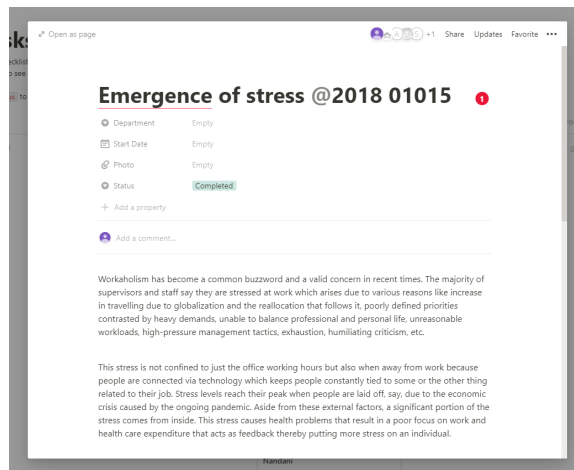 Open as page
A S +1 Share Updates Favorite
Emergence of stress @2018 01015
1
Department Empty
Start Date Empty
Photo Empty
Status Completed
Add a property
Add a comment...
Workaholism has become a common buzzword and a valid concern in recent times. The majority of
supervisors and staff say they are stressed at work which arises due to various reasons like increase
in travelling due to globalization and the reallocation that follows it, poorly defined priorities
contrasted by heavy demands, unable to balance professional and personal life, unreasonable
workloads, high-pressure management tactics, exhaustion, humiliating criticism, etc.
This stress is not confined to just the office working hours but also when away from work because
people are connected via technology which keeps people constantly tied to some or the other thing
related to their job. Stress levels reach their peak when people are laid off, say, due to the economic
crisis caused by the ongoing pandemic. Aside from these external factors, a significant portion of the
stress comes from inside. This stress causes health problems that result in a poor focus on work and
health care expenditure that acts as feedback thereby putting more stress on an individual.
Nandani